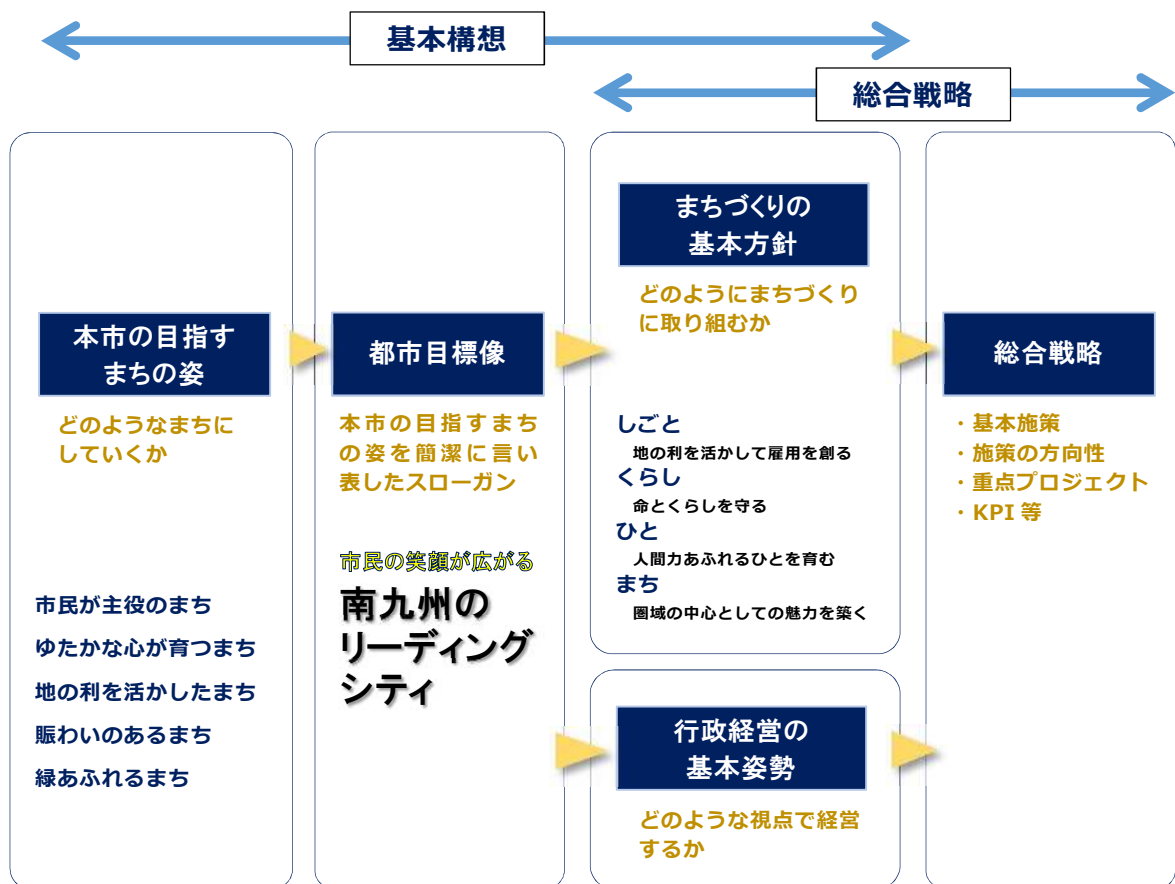 基本構想
総合戦略
本市の目指す
まちの姿
どのようなまちに
していくか
市民が主役のまち
ゆたかな心が育つまち
地の利を活かしたまち
賑わいのあるまち
緑あふれるまち
都市目標像
本市の目指すまち
の姿を簡潔に言い
表したスローガン
市民の笑顔が広がる
南九州の
リーディング
シティ
まちづくりの
基本方針
どのようにまちづくり
に取り組むか
しごと
地の利を活かして雇用を創る
くらし
命とくらしを守る
ひと
人間力あふれるひとを育む
まち
圏域の中心としての魅力を築く
行政経営の
基本姿勢
どのような視点で経営
するか
総合戦略
・基本施策
・施策の方向性
・重点プロジェクト
・KPI 等